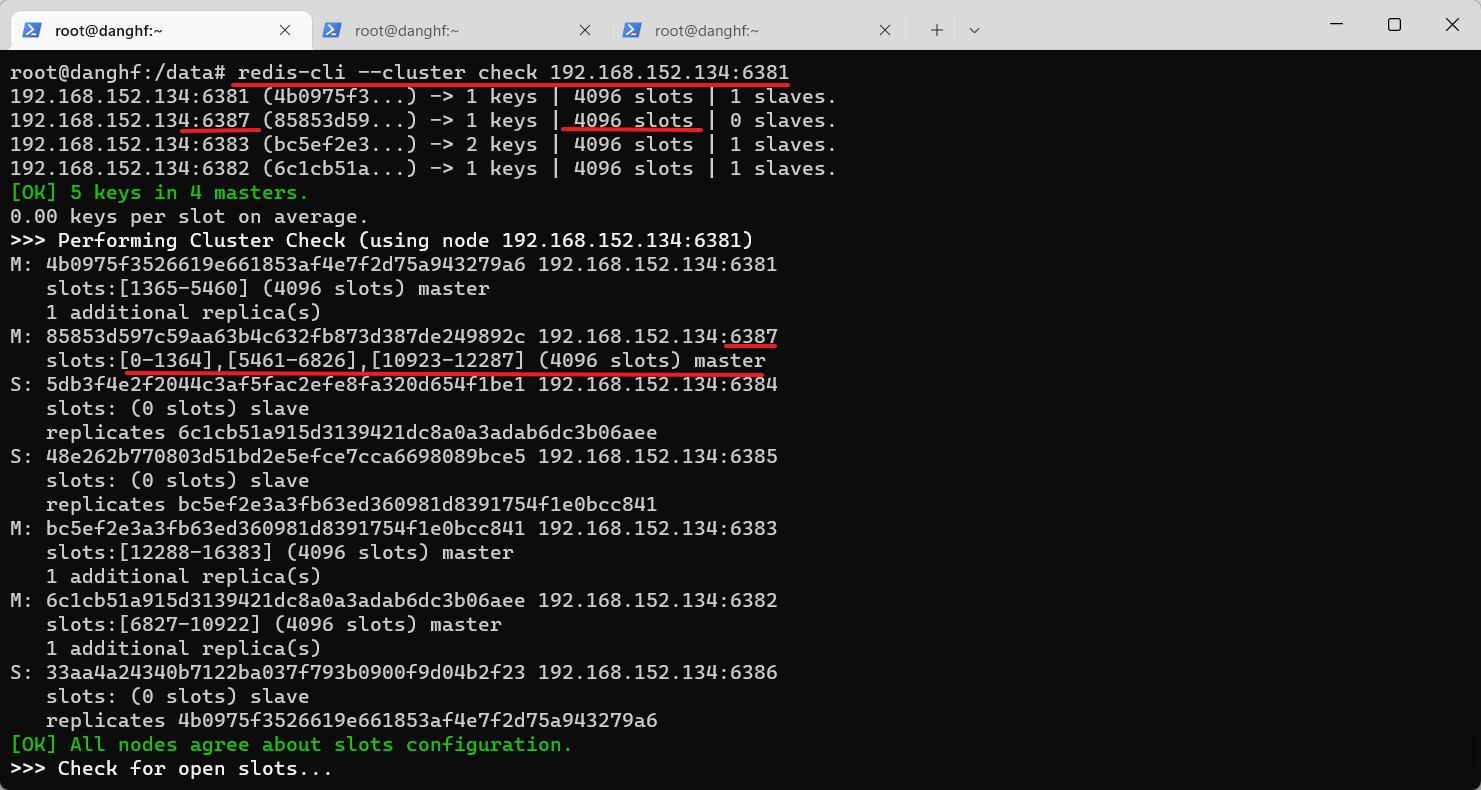 root@danghf:~
root@danghf:~
root@danghf:~
root@danghf:/data# redis-cli --cluster check 192.168.152.134:6381
192.168.152.134:6381 (4b0975f3...) -> 1 keys | 4096 slots | 1 slaves.
192.168.152.134:6387 (85853d59...) -> 1 keys | 4096 slots | 0 slaves.
192.168.152.134:6383 (bc5ef2e3...) -> 2 keys | 4096 slots | 1 slaves.
192.168.152.134:6382 (6c1cb51a...) -> 1 keys | 4096 slots | 1 slaves.
[OK] 5 keys in 4 masters.
0.00 keys per slot on average.
>>> Performing Cluster Check (using node 192.168.152.134:6381)
M: 4b0975f3526619e661853af4e7f2d75a943279a6 192.168.152.134:6381
   slots:[1365-5460] (4096 slots) master
   1 additional replica(s)
M: 85853d597c59aa63b4c632fb873d387de249892c 192.168.152.134:6387
   slots:[0-1364],[5461-6826],[10923-12287] (4096 slots) master
S: 5db3f4e2f2044c3af5fac2efe8fa320d654f1be1 192.168.152.134:6384
   slots: (0 slots) slave
   replicates 6c1cb51a915d3139421dc8a0a3adab6dc3b06aee
S: 48e262b770803d51bd2e5efce7cca6698089bce5 192.168.152.134:6385
   slots: (0 slots) slave
   replicates bc5ef2e3a3fb63ed360981d8391754f1e0bcc841
M: bc5ef2e3a3fb63ed360981d8391754f1e0bcc841 192.168.152.134:6383
   slots:[12288-16383] (4096 slots) master
   1 additional replica(s)
M: 6c1cb51a915d3139421dc8a0a3adab6dc3b06aee 192.168.152.134:6382
   slots:[6827-10922] (4096 slots) master
   1 additional replica(s)
S: 33aa4a24340b7122ba037f793b0900f9d04b2f23 192.168.152.134:6386
   slots: (0 slots) slave
   replicates 4b0975f3526619e661853af4e7f2d75a943279a6
[OK] All nodes agree about slots configuration.
>>> Check for open slots...